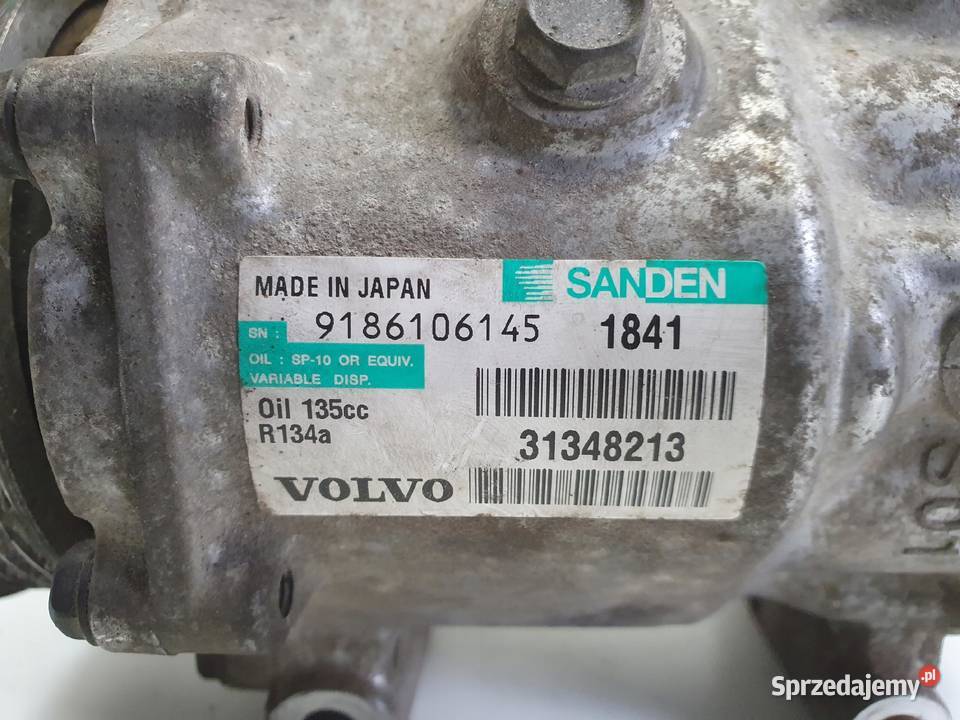 MADE IN JAPAN SANDEN
SN : 9186106145 1841
OIL : SP-10 OR EQUIV.
VARIABLE DISP.
Oil 135cc
R134a
31348213
VOLVO
Sprzedajemy.pl